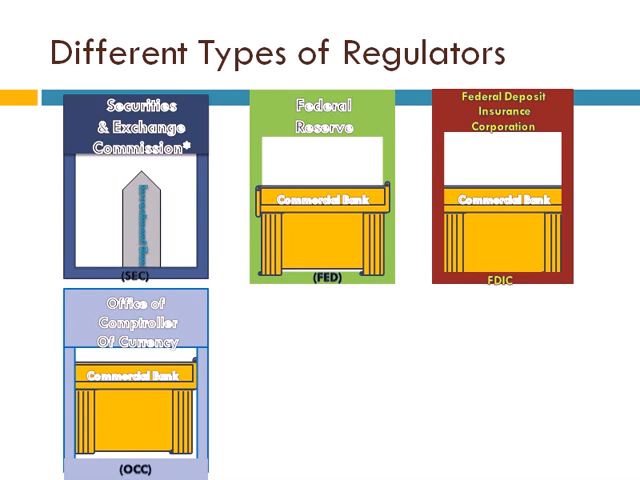 Different Types of Regulators
Securities
& Exchange
Commission*
(SEC)
Federal
Reserve
Commercial Bank
(FED)
Federal Deposit
Insurance
Corporation
Commercial Bank
FDIC
Office of
Comptroller
Of Currency
Commercial Bank
(OCC)